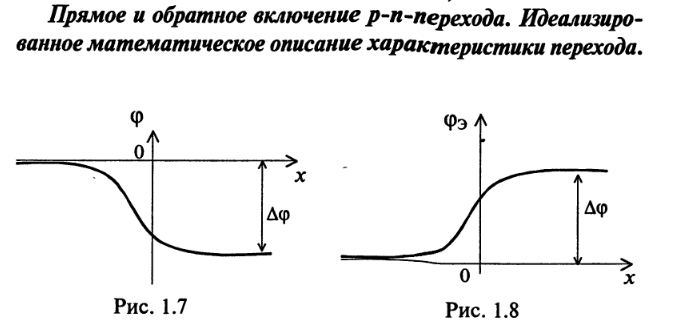 Прямое и обратное включение p-n-перехода. Идеализиро-
ванное математическое описание характеристики перехода.
φ
0
x
Δφ
Рис. 1.7
φЭ
Δφ
0
x
Рис. 1.8